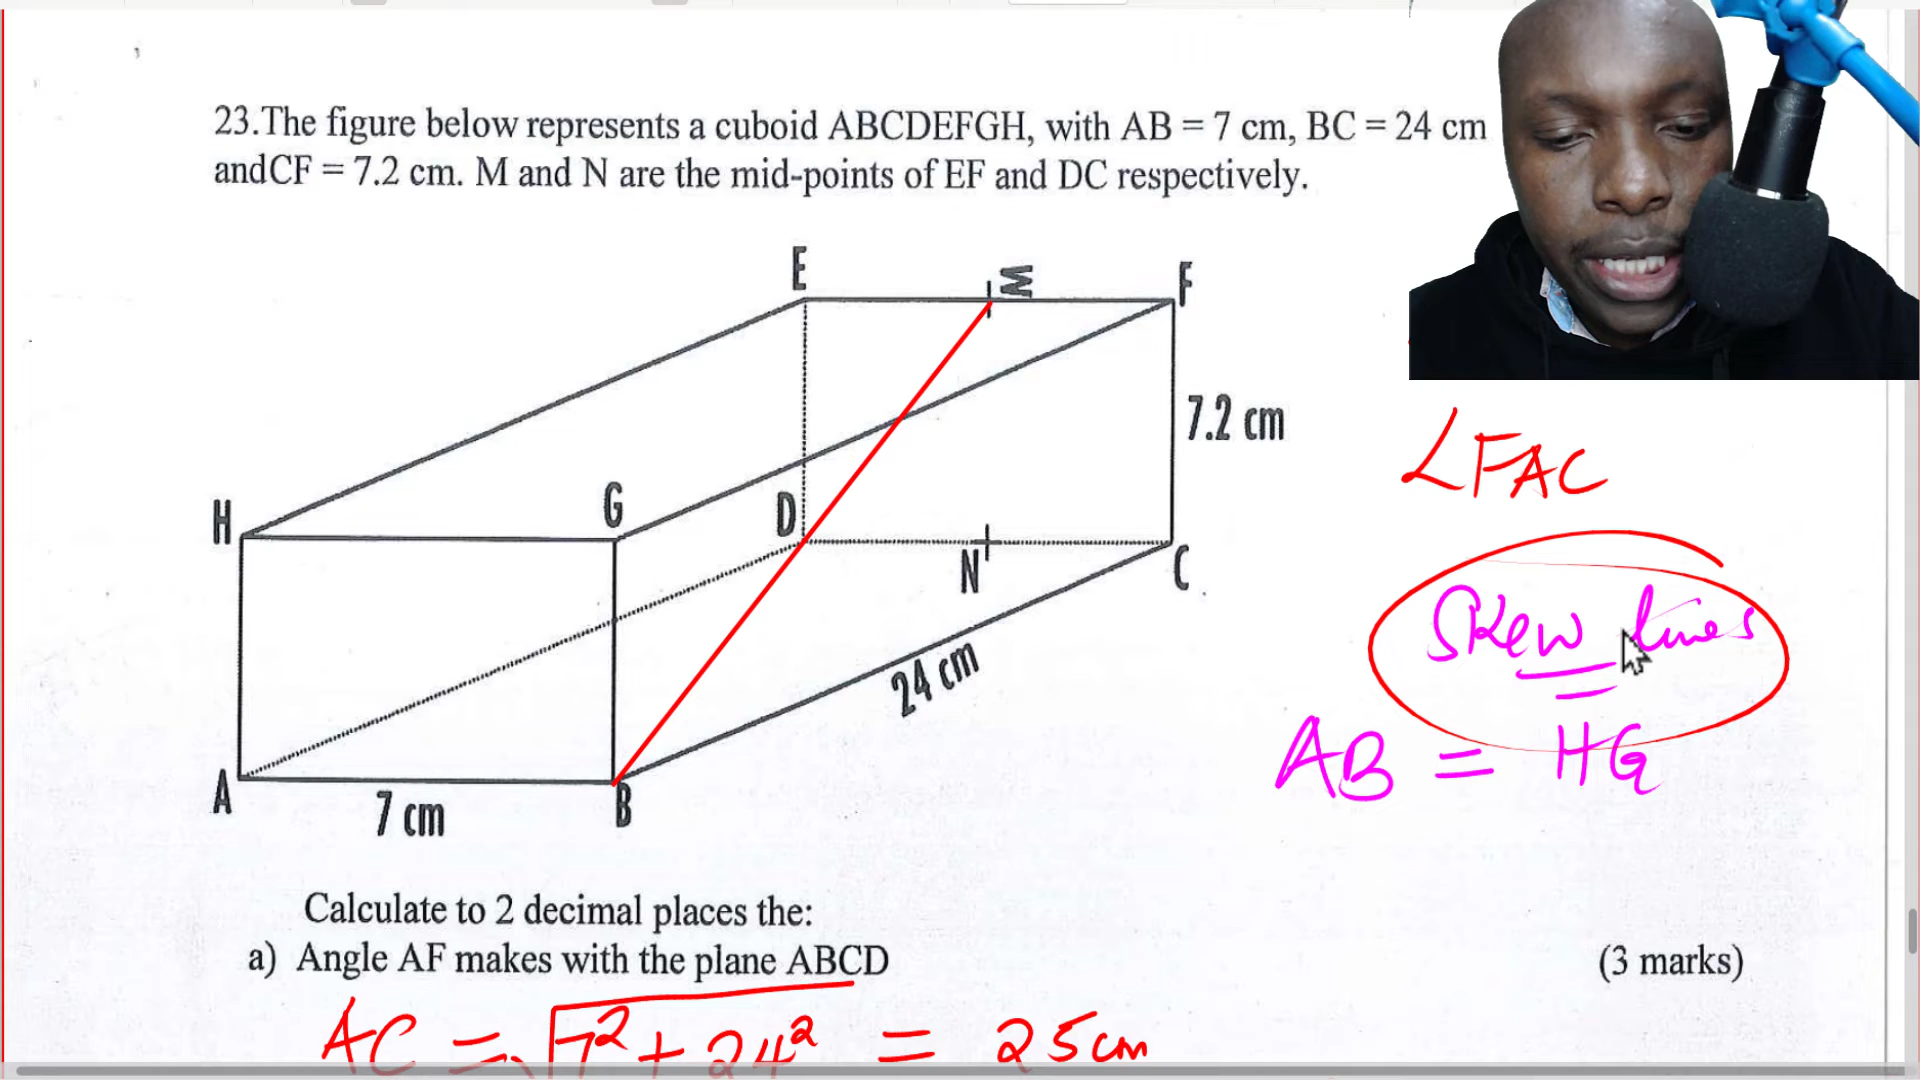 23.The figure below represents a cuboid ABCDEFGH, with AB = 7 cm, BC = 24 cm
andCF = 7.2 cm. M and N are the mid-points of EF and DC respectively.
E
M
F
7.2 cm
∠FAC
H
G
D
N
C
Skew lines
24 cm
AB = HG
A
7 cm
B
Calculate to 2 decimal places the:
a) Angle AF makes with the plane ABCD (3 marks)
AC = √7² + 24² = 25cm